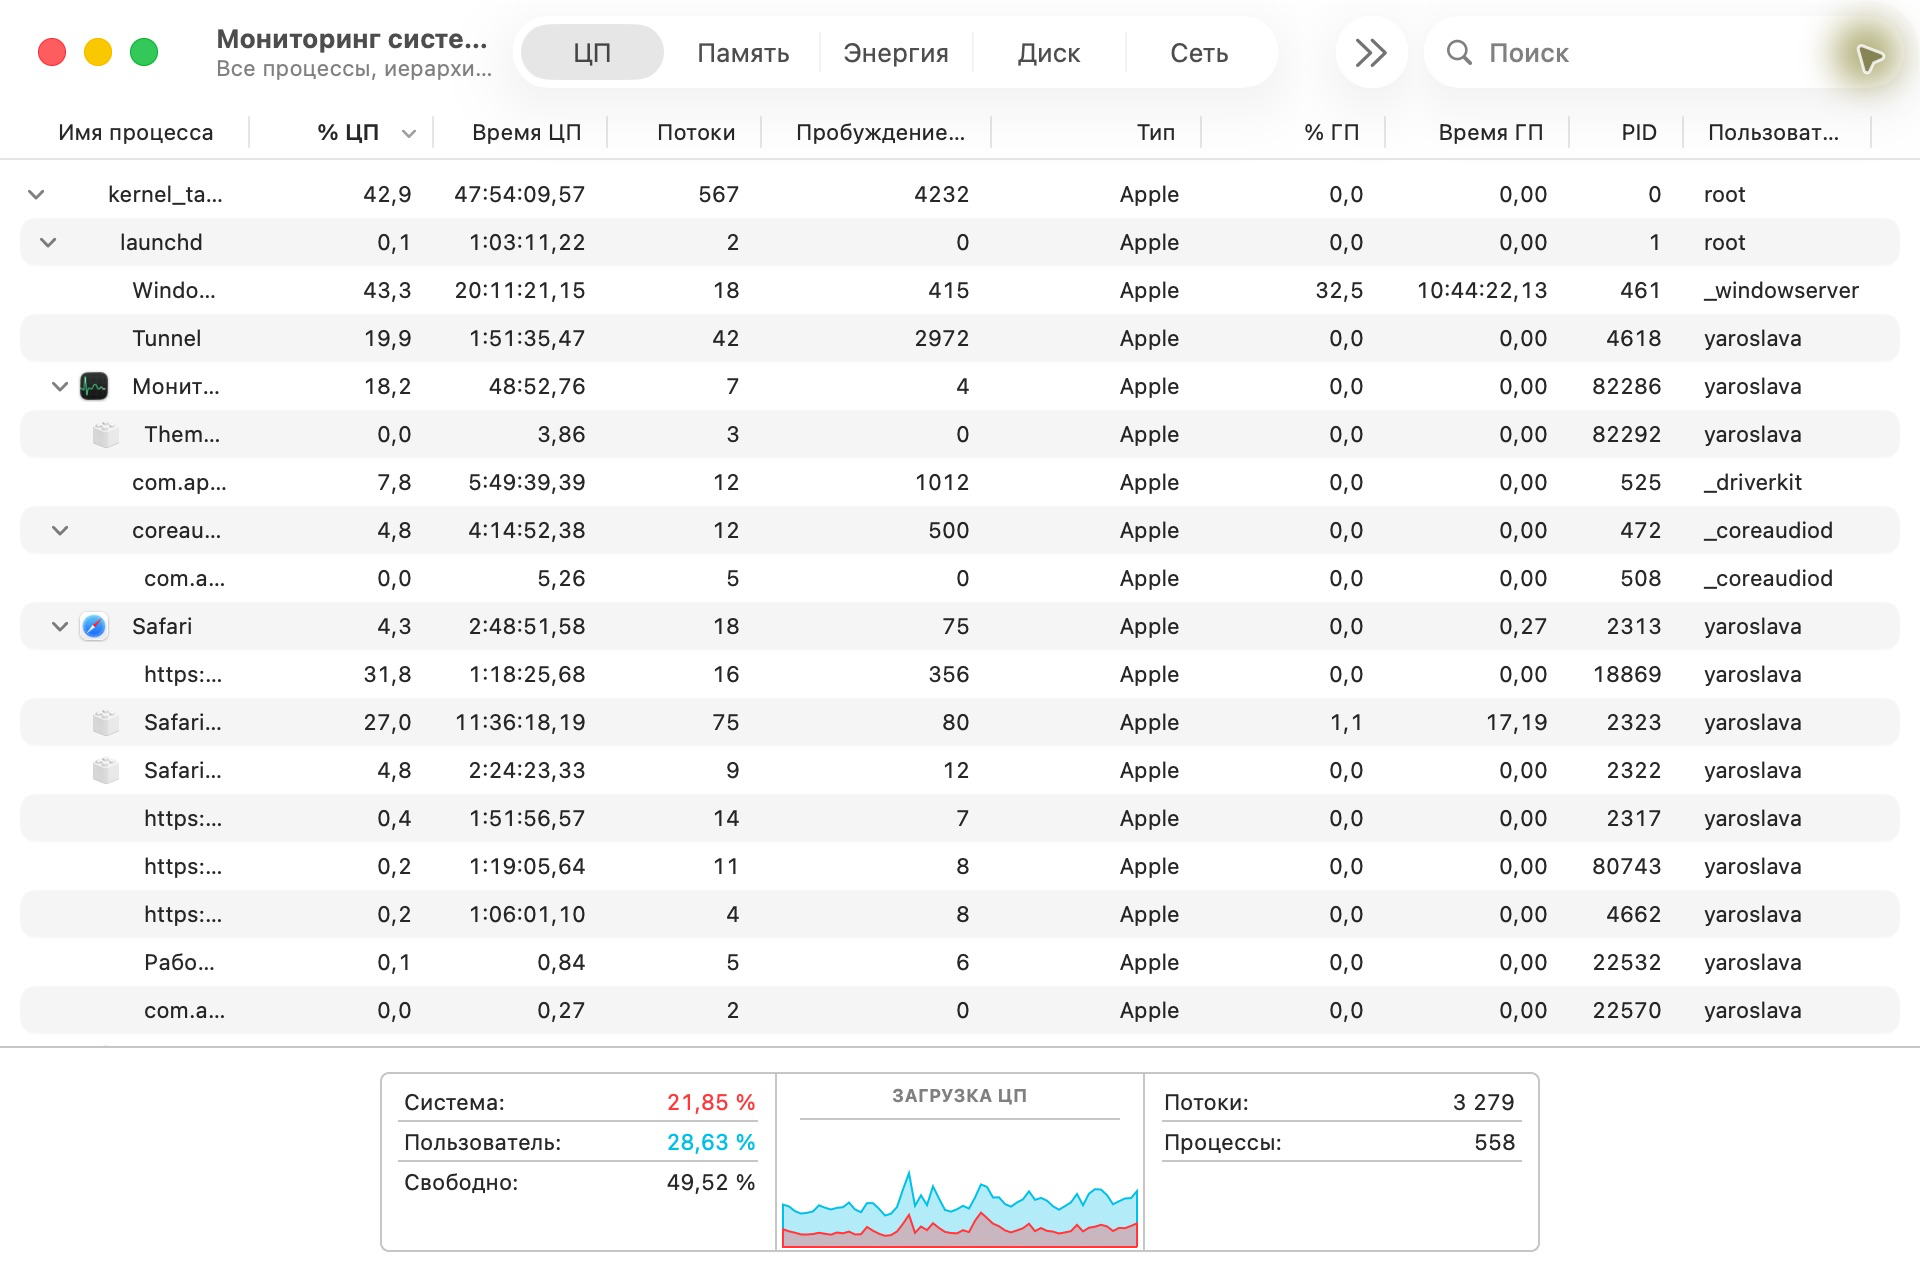 Мониторинг систе...
Все процессы, иерархи...
ЦП Память Энергия Диск Сеть
Поиск
Имя процесса % ЦП Время ЦП Потоки Пробуждение... Тип % ГП Время ГП PID Пользоват...
kernel_ta... 42,9 47:54:09,57 567 4232 Apple 0,0 0,00 0 root
launchd 0,1 1:03:11,22 2 0 Apple 0,0 0,00 1 root
Windo... 43,3 20:11:21,15 18 415 Apple 32,5 10:44:22,13 461 _windowserver
Tunnel 19,9 1:51:35,47 42 2972 Apple 0,0 0,00 4618 yaroslava
Монит... 18,2 48:52,76 7 4 Apple 0,0 0,00 82286 yaroslava
Them... 0,0 3,86 3 0 Apple 0,0 0,00 82292 yaroslava
com.ap... 7,8 5:49:39,39 12 1012 Apple 0,0 0,00 525 _driverkit
coreau... 4,8 4:14:52,38 12 500 Apple 0,0 0,00 472 _coreaudiod
com.a... 0,0 5,26 5 0 Apple 0,0 0,00 508 _coreaudiod
Safari 4,3 2:48:51,58 18 75 Apple 0,0 0,27 2313 yaroslava
https:... 31,8 1:18:25,68 16 356 Apple 0,0 0,00 18869 yaroslava
Safari... 27,0 11:36:18,19 75 80 Apple 1,1 17,19 2323 yaroslava
Safari... 4,8 2:24:23,33 9 12 Apple 0,0 0,00 2322 yaroslava
https:... 0,4 1:51:56,57 14 7 Apple 0,0 0,00 2317 yaroslava
https:... 0,2 1:19:05,64 11 8 Apple 0,0 0,00 80743 yaroslava
https:... 0,2 1:06:01,10 4 8 Apple 0,0 0,00 4662 yaroslava
Рабо... 0,1 0,84 5 6 Apple 0,0 0,00 22532 yaroslava
com.a... 0,0 0,27 2 0 Apple 0,0 0,00 22570 yaroslava
Система: 21,85 %
Пользователь: 28,63 %
Свободно: 49,52 %
ЗАГРУЗКА ЦП
Потоки: 3 279
Процессы: 558